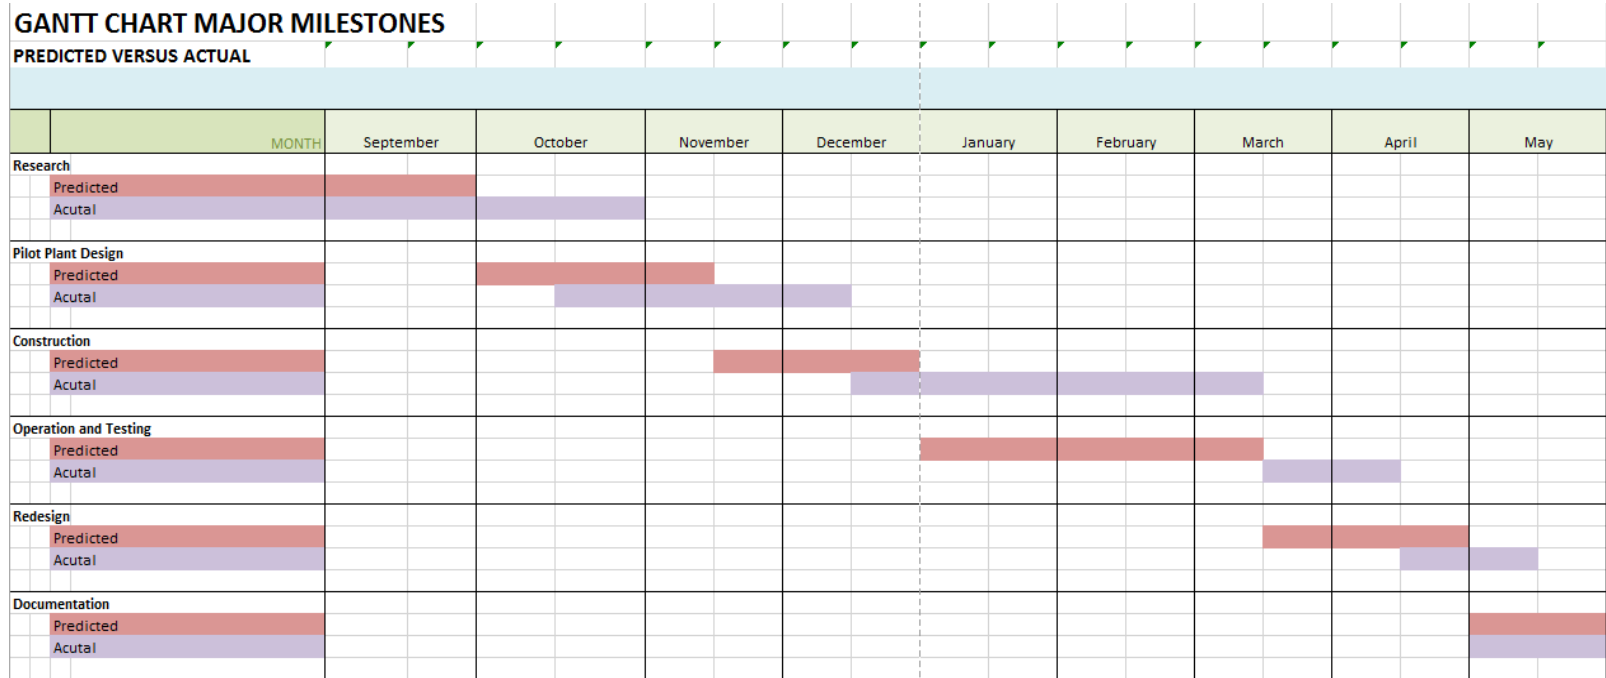 GANTT CHART MAJOR MILESTONES
PREDICTED VERSUS ACTUAL
MONTH September October November December January February March April May
Research
Predicted
Acutal
Pilot Plant Design
Predicted
Acutal
Construction
Predicted
Acutal
Operation and Testing
Predicted
Acutal
Redesign
Predicted
Acutal
Documentation
Predicted
Acutal